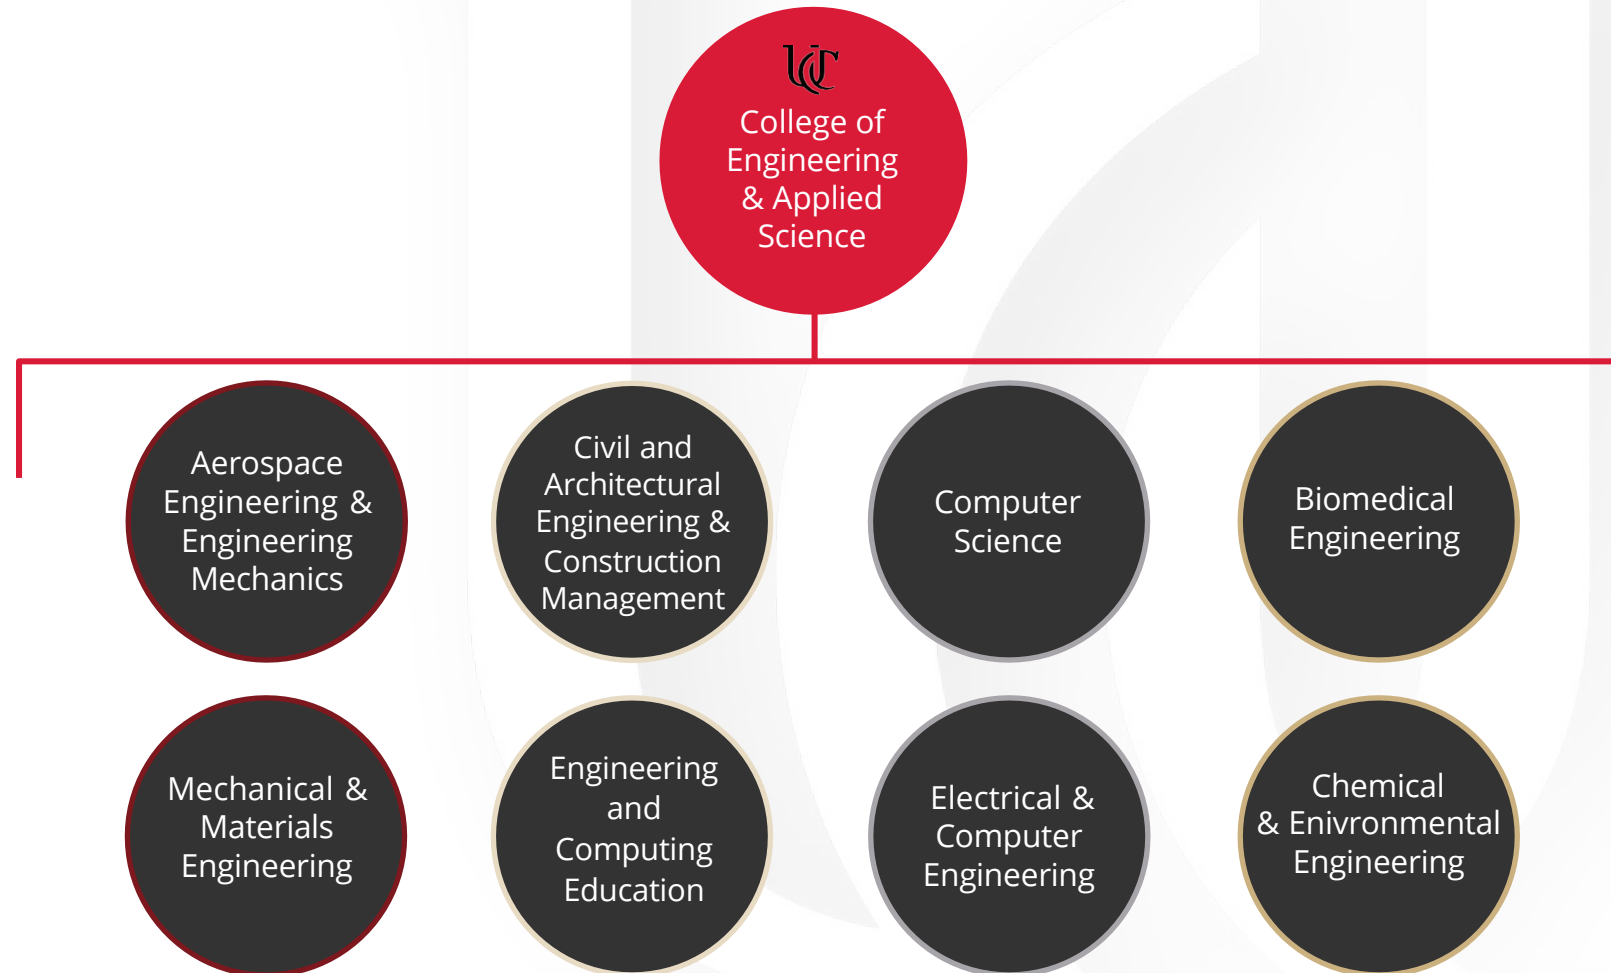 UC
College of
Engineering
& Applied
Science
Aerospace
Engineering &
Engineering
Mechanics
Civil and
Architectural
Engineering &
Construction
Management
Computer
Science
Biomedical
Engineering
Mechanical &
Materials
Engineering
Engineering
and
Computing
Education
Electrical &
Computer
Engineering
Chemical
& Enivronmental
Engineering